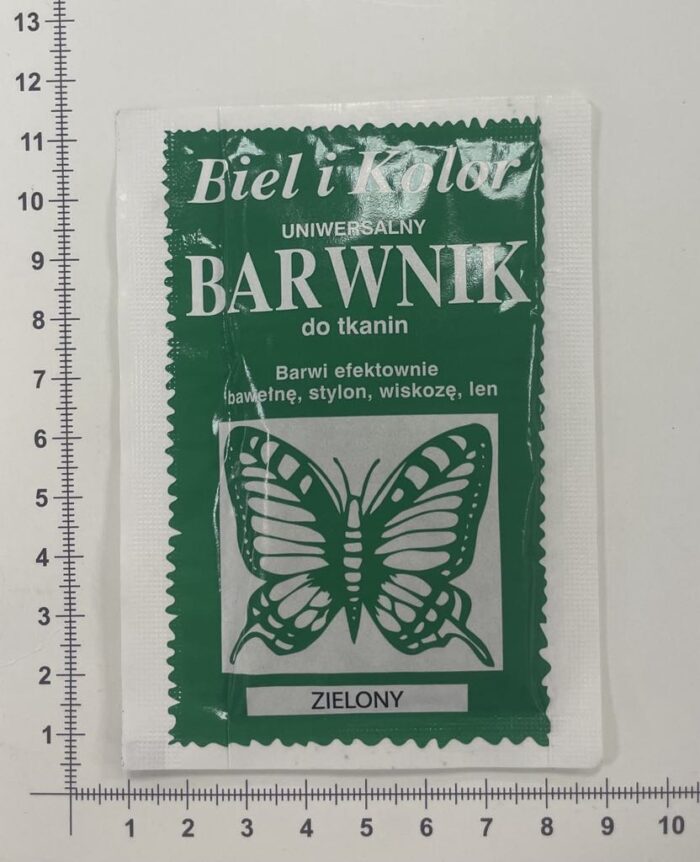 Biel i Kolor
UNIWERSALNY
BARWNIK
do tkanin
Barwi efektownie
bawełnę, stylon, wiskozę, len
ZIELONY
13
12
11
10
9
8
7
6
5
4
3
2
1
1 2 3 4 5 6 7 8 9 10